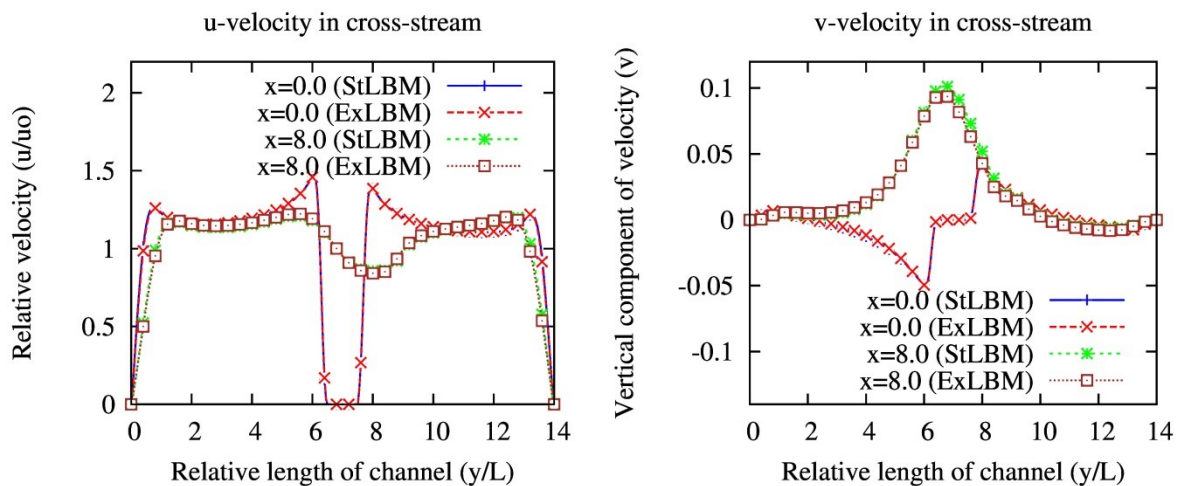 u-velocity in cross-stream
Relative velocity (u/uo)
2
1.5
1
0.5
0
x=0.0 (StLBM)
x=0.0 (ExLBM)
x=8.0 (StLBM)
x=8.0 (ExLBM)
0 2 4 6 8 10 12 14
Relative length of channel (y/L)
v-velocity in cross-stream
Vertical component of velocity (v)
0.1
0.05
0
-0.05
-0.1
x=0.0 (StLBM)
x=0.0 (ExLBM)
x=8.0 (StLBM)
x=8.0 (ExLBM)
0 2 4 6 8 10 12 14
Relative length of channel (y/L)